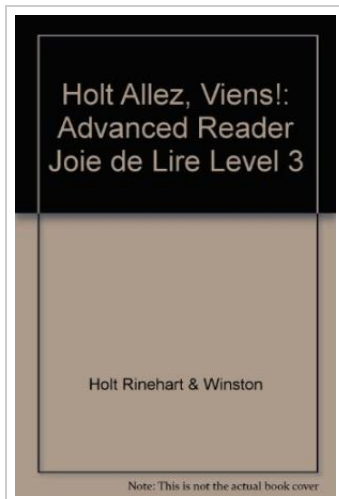 Holt Allez, Viens!:
Advanced Reader
Joie de Lire Level 3
Holt Rinehart & Winston
Note: This is not the actual book cover